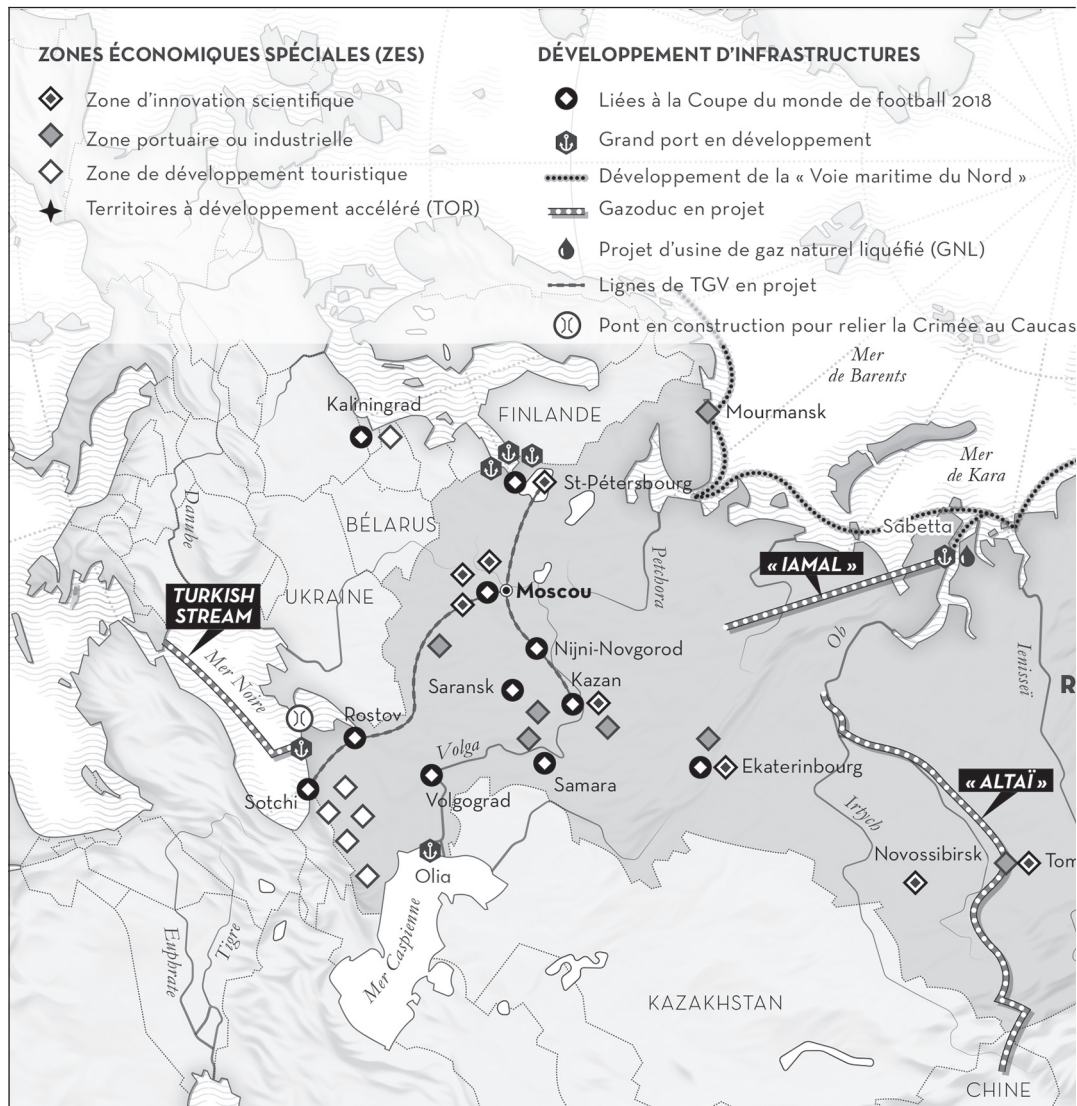 ZONES ÉCONOMIQUES SPÉCIALES (ZES)
Zone d'innovation scientifique
Zone portuaire ou industrielle
Zone de développement touristique
Territoires à développement accéléré (TOR)
DÉVELOPPEMENT D'INFRASTRUCTURES
Liées à la Coupe du monde de football 2018
Grand port en développement
Développement de la « Voie maritime du Nord »
Gazoduc en projet
Projet d'usine de gaz naturel liquéfié (GNL)
Lignes de TGV en projet
Pont en construction pour relier la Crimée au Caucas
Mer
de Barents
Kaliningrad
FINLANDE
Mourmansk
Mer
de Kara
St-Pétersbourg
Danube
BÉLARUS
Sabetta
Petchora
« IAMAL »
TURKISH
STREAM
UKRAINE
Moscou
Ob
Ienisseï
Mer Noire
Nijni-Novgorod
Saransk
Kazan
R
Rostov
Volga
Ekaterinbourg
Samara
« ALTAÏ »
Sotchi
Volgograd
Irtych
Novossibirsk
Tom
Olia
Euphrate
Tigre
Mer Caspienne
KAZAKHSTAN
CHINE